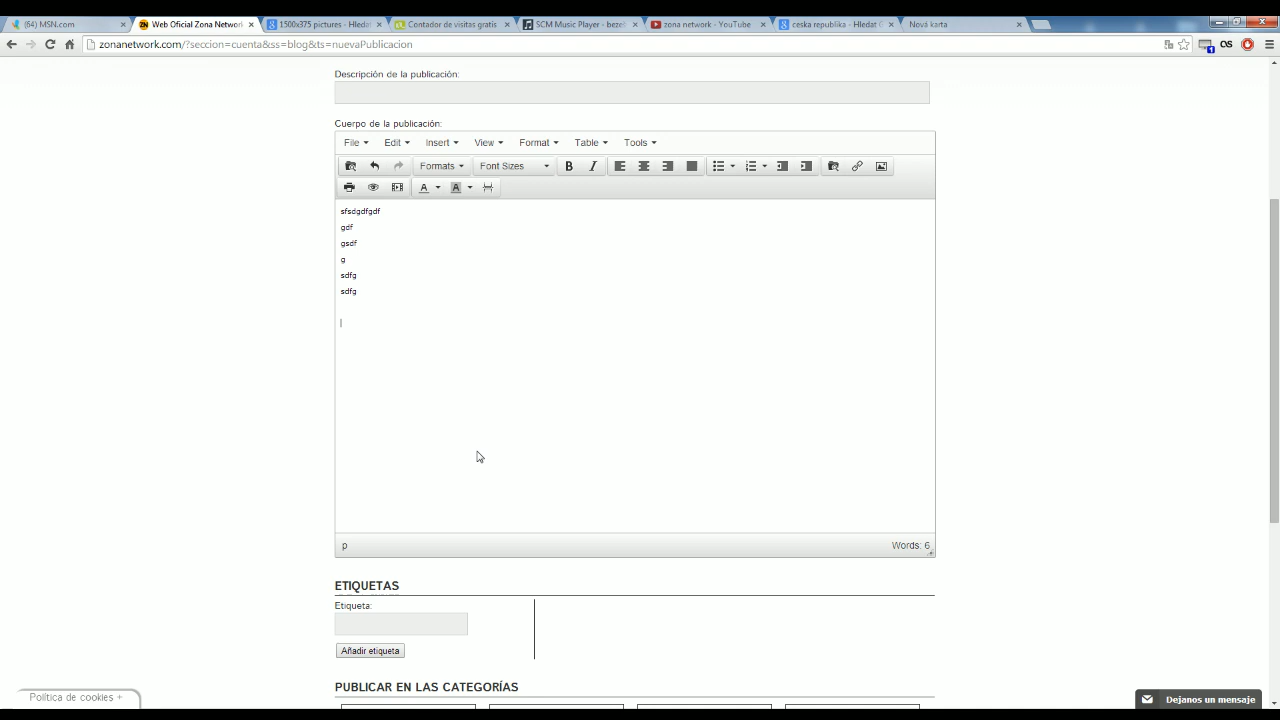 (64) MSN.com
Web Oficial Zona Network
1500x375 pictures - Hledat
Contador de visitas gratis
SCM Music Player - beze
zona network - YouTube
ceska republika - Hledat
Nová karta
zonanetwork.com/?seccion=cuenta&ss=blog&ts=nuevaPublicacion
Descripción de la publicación:
Cuerpo de la publicación:
File Edit Insert View Format Table Tools
Formats Font Sizes B I
A A
sfsdgdfgdf
gdf
gsdf
g
sdfg
sdfg
p Words: 6
ETIQUETAS
Etiqueta:
Añadir etiqueta
PUBLICAR EN LAS CATEGORÍAS
Política de cookies +
Dejanos un mensaje